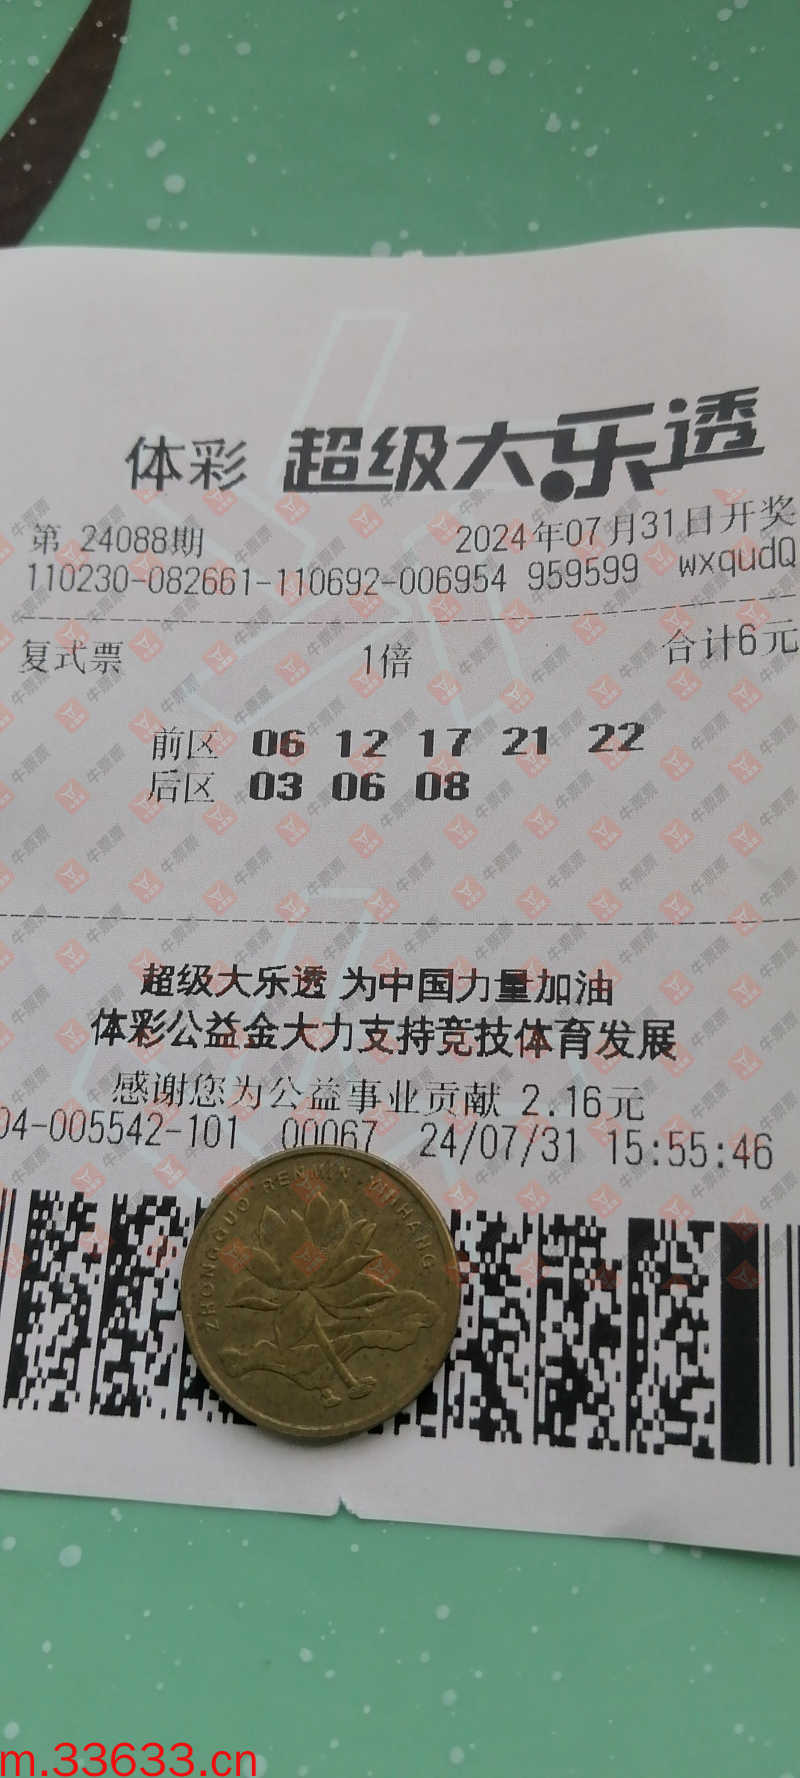 体彩 超级大乐透
第 24088期 2024年07月31日开奖
110230-082661-110692-006954 959599 wxqudQ
复式票 1倍 合计6元
前区 06 12 17 21 22
后区 03 06 08
超级大乐透 为中国力量加油
体彩公益金大力支持竞技体育发展
感谢您为公益事业贡献 2.16元
04-005542-101 00067 24/07/31 15:55:46
ZHONGGUO RENMIN YINHANG
牛票票
m.33633.cn